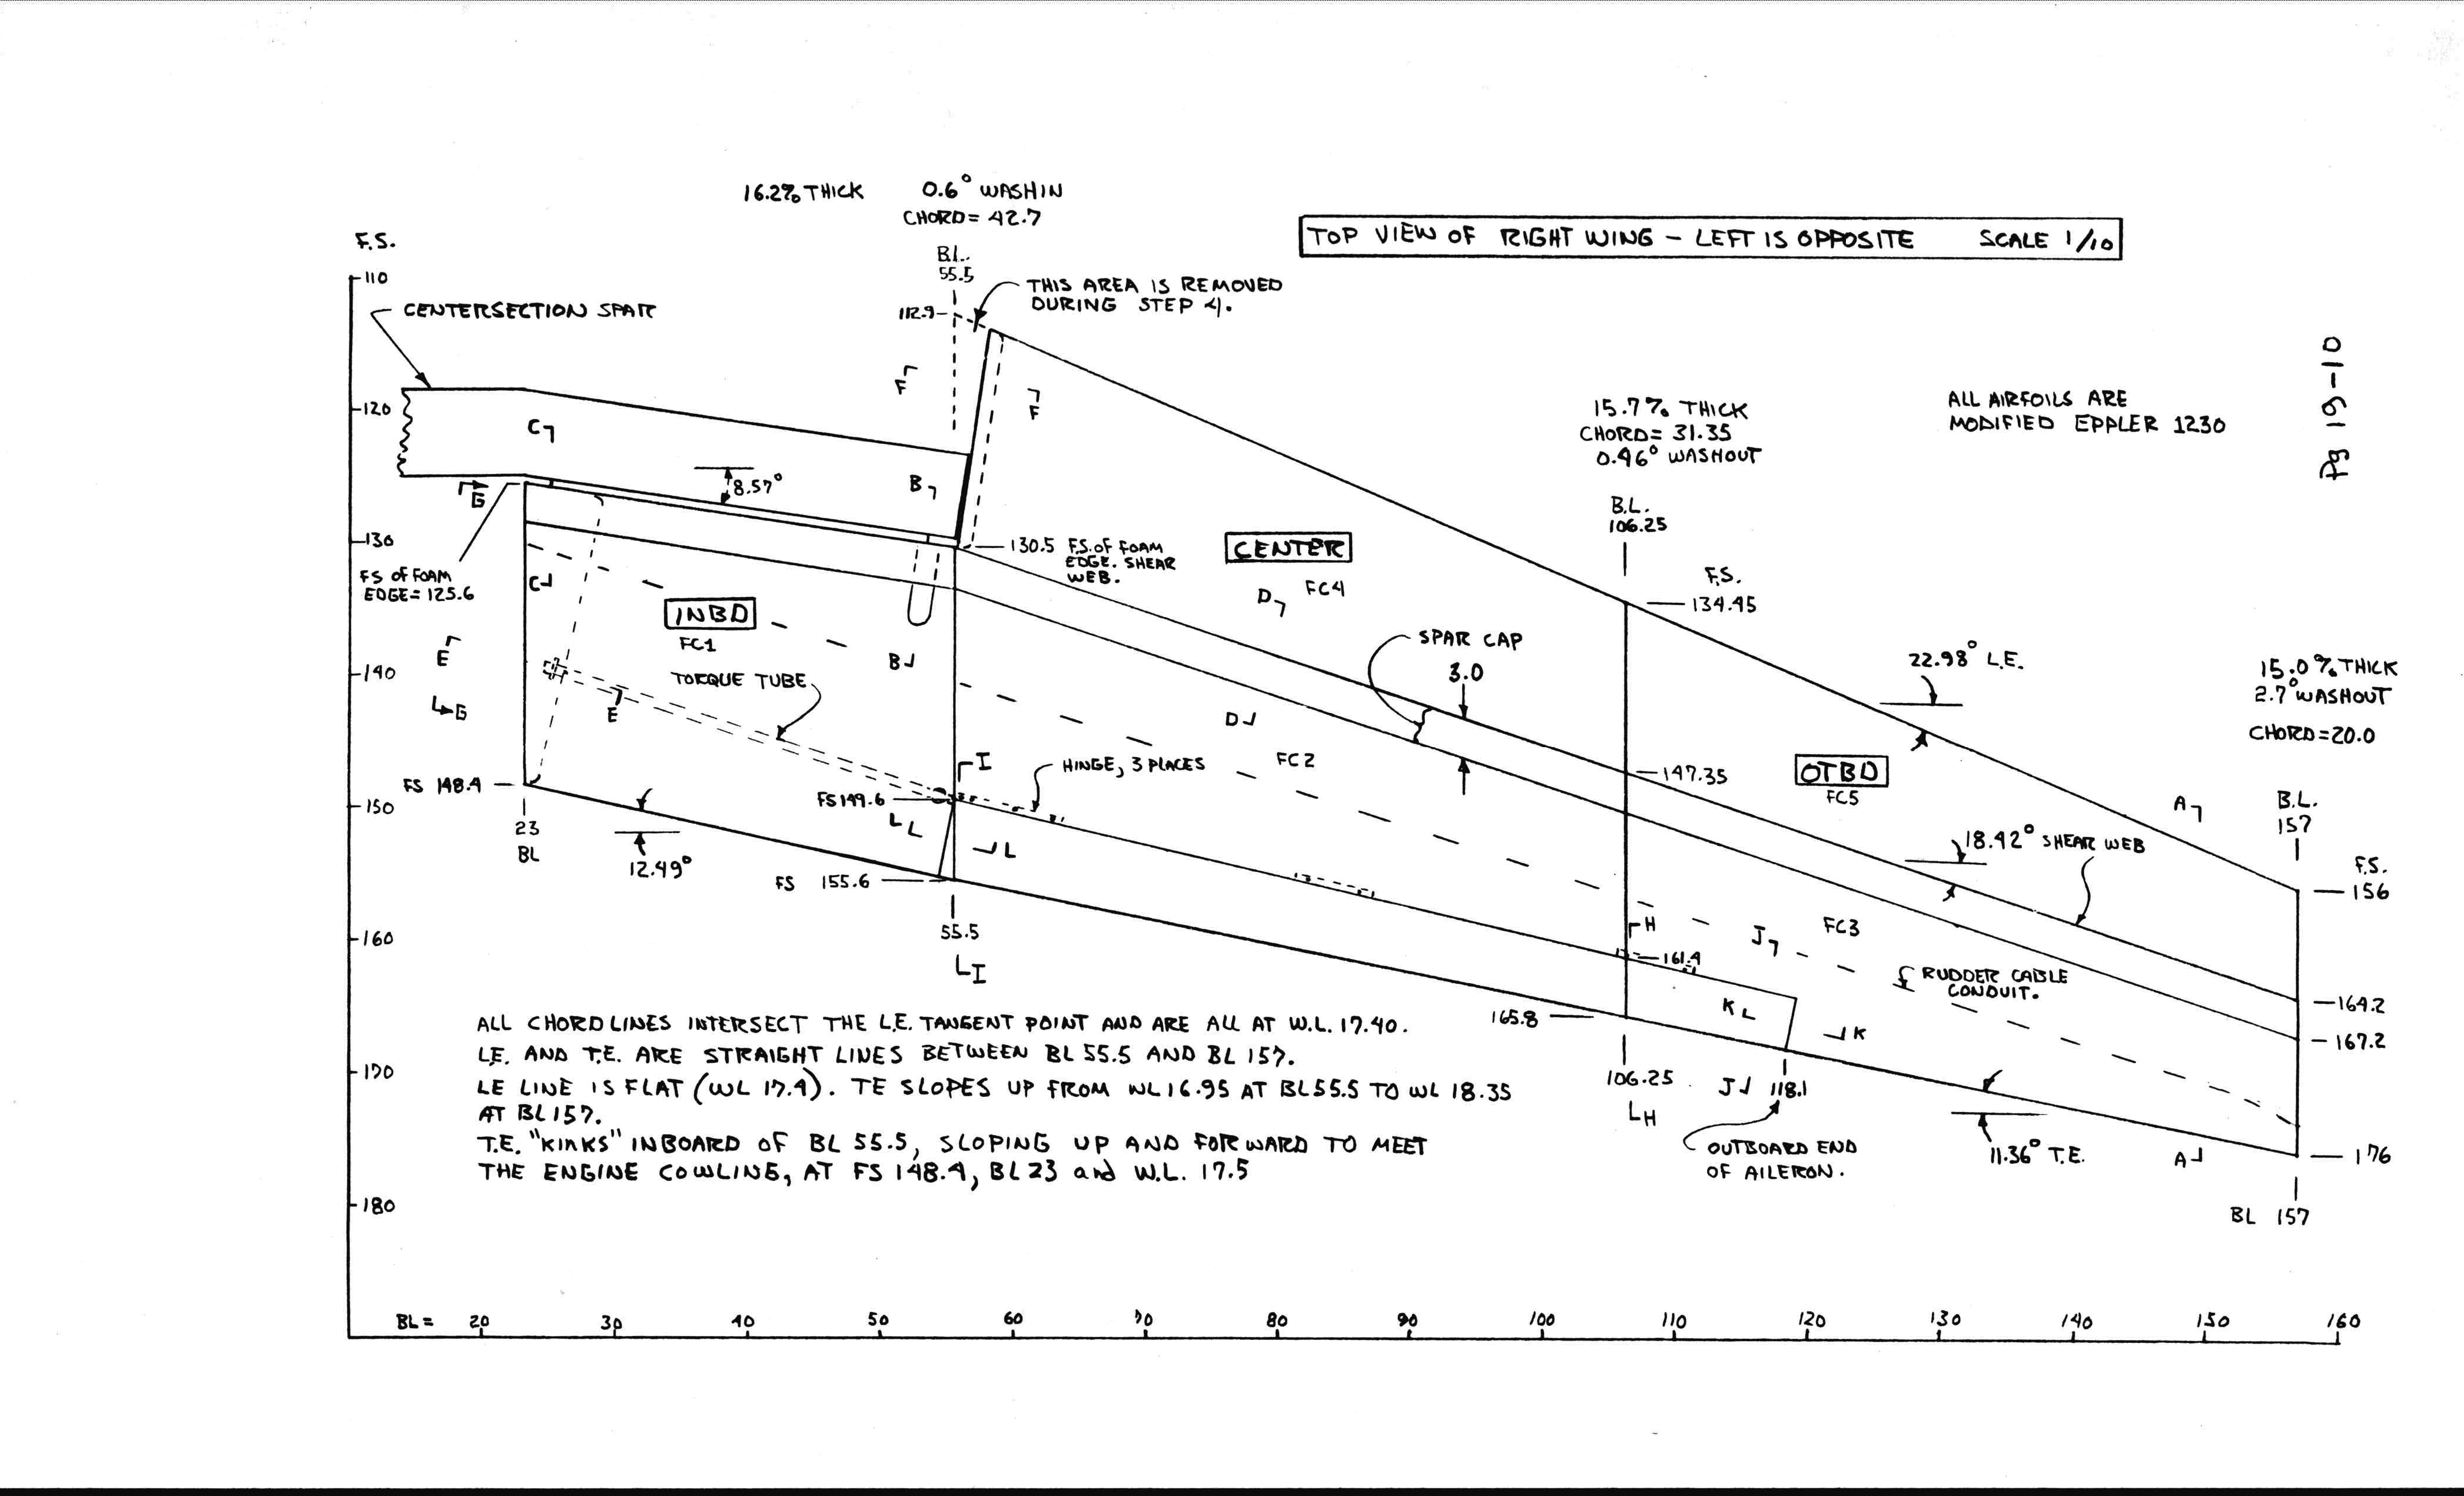 16.2% THICK
0.6° WASHIN
CHORD= 42.7
B.L.
55.5
TOP VIEW OF RIGHT WING - LEFT IS OPPOSITE SCALE 1/10
F.S.
110
120
130
140
150
160
170
180
CENTERSECTION SPAR
112.9
THIS AREA IS REMOVED
DURING STEP 4.
F
F
C
B
8.57°
G
Pg 19-10
ALL AIRFOILS ARE
MODIFIED EPPLER 1230
15.7% THICK
CHORD= 31.35
0.46° WASHOUT
B.L.
106.25
F.S.
134.45
130.5 F.S. OF FOAM
EDGE. SHEAR
WEB.
CENTER
D
FC4
FS OF FOAM
EDGE= 125.6
C
INBD
FC1
B
E
G
TORQUE TUBE
E
SPAR CAP
3.0
D
FC2
22.98° L.E.
15.0% THICK
2.7° WASHOUT
CHORD=20.0
I
HINGE, 3 PLACES
147.35
OTBD
FC5
A
B.L.
157
FS 148.4
FS149.6
L
L
23
BL
12.49°
FS 155.6
18.42° SHEAR WEB
F.S.
156
55.5
I
H
J
FC3
161.4
RUDDER CABLE
CONDUIT.
164.2
167.2
K
K
165.8
ALL CHORDLINES INTERSECT THE L.E. TANGENT POINT AND ARE ALL AT W.L. 17.40.
L.E. AND T.E. ARE STRAIGHT LINES BETWEEN BL 55.5 AND BL 157.
LE LINE IS FLAT (WL 17.4). TE SLOPES UP FROM WL16.95 AT BL55.5 TO WL 18.35
AT BL157.
T.E. "KINKS" INBOARD OF BL 55.5, SLOPING UP AND FORWARD TO MEET
THE ENGINE COWLING, AT FS 148.4, BL23 and W.L. 17.5
106.25
H
J
118.1
OUTBOARD END
OF AILERON.
11.36° T.E.
A
176
BL 157
BL= 20 30 40 50 60 70 80 90 100 110 120 130 140 150 160